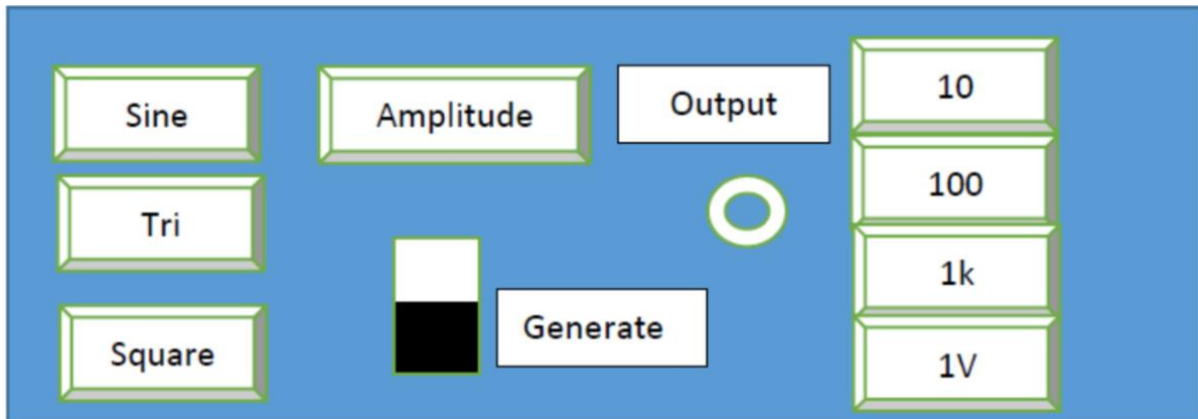 Sine
Tri
Square
Amplitude
Generate
Output
10
100
1k
1V